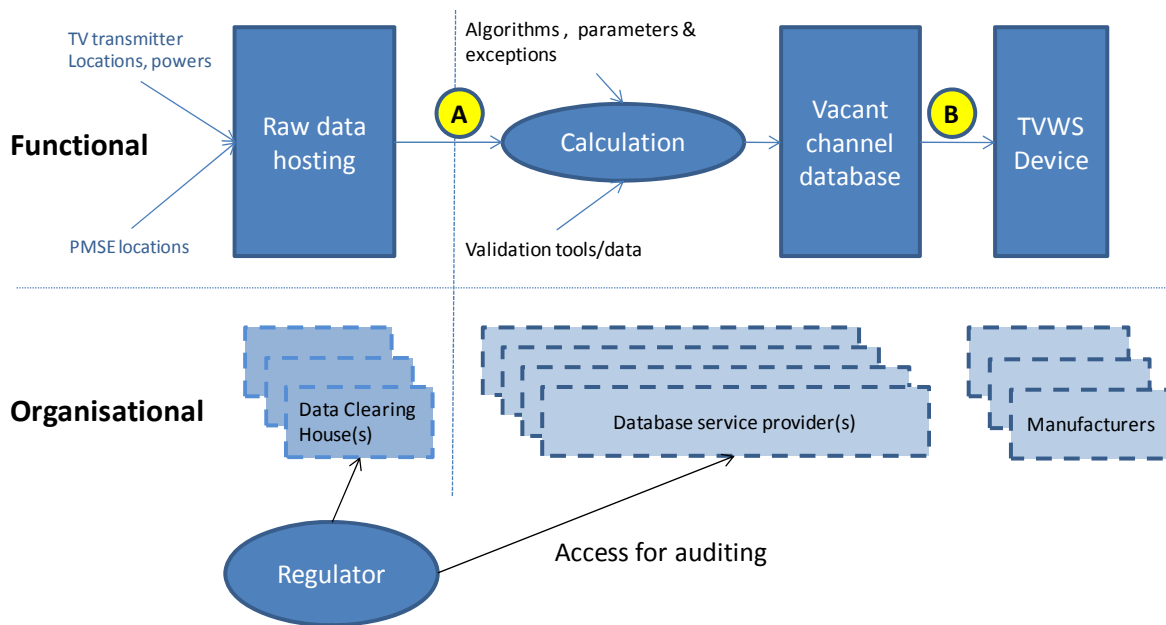 TV transmitter
Locations, powers
Algorithms , parameters &
exceptions
Functional
Raw data
hosting
A
Calculation
Vacant
channel
database
B
TVWS
Device
PMSE locations
Validation tools/data
Organisational
Data Clearing
House(s)
Database service provider(s)
Manufacturers
Regulator
Access for auditing